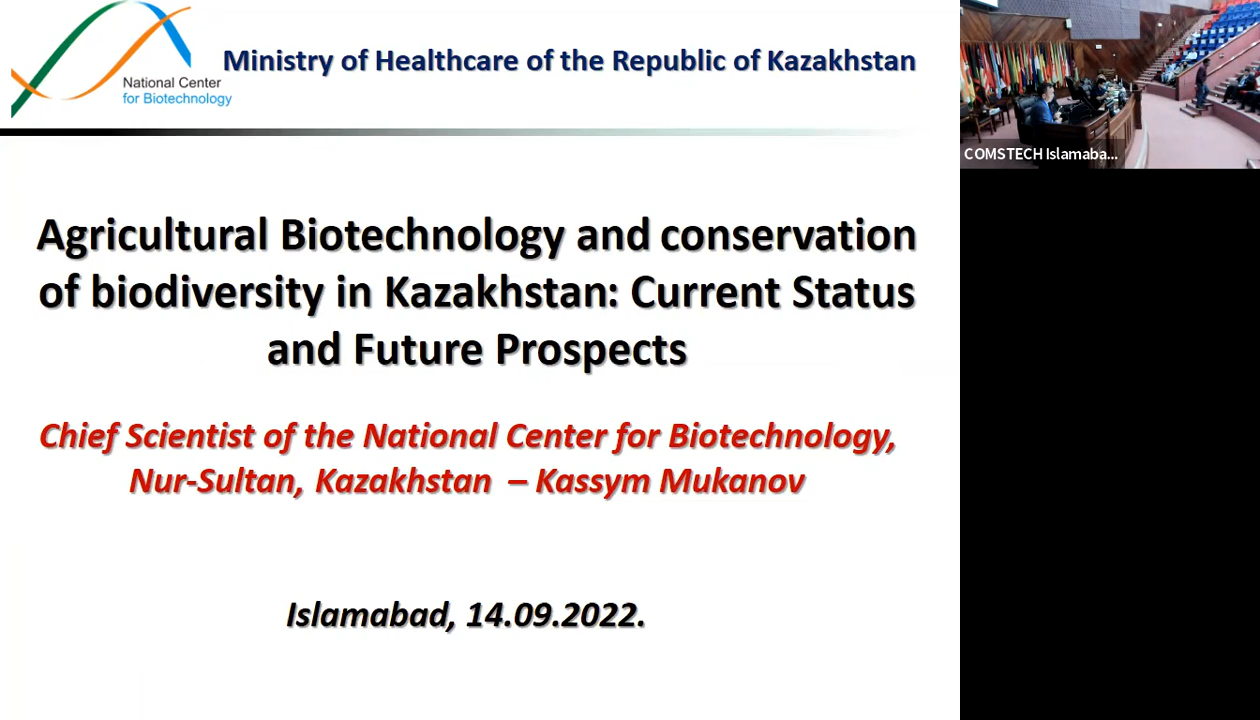 National Center
for Biotechnology
Ministry of Healthcare of the Republic of Kazakhstan
COMSTECH Islamaba...
Agricultural Biotechnology and conservation
of biodiversity in Kazakhstan: Current Status
and Future Prospects
Chief Scientist of the National Center for Biotechnology,
Nur-Sultan, Kazakhstan – Kassym Mukanov
Islamabad, 14.09.2022.